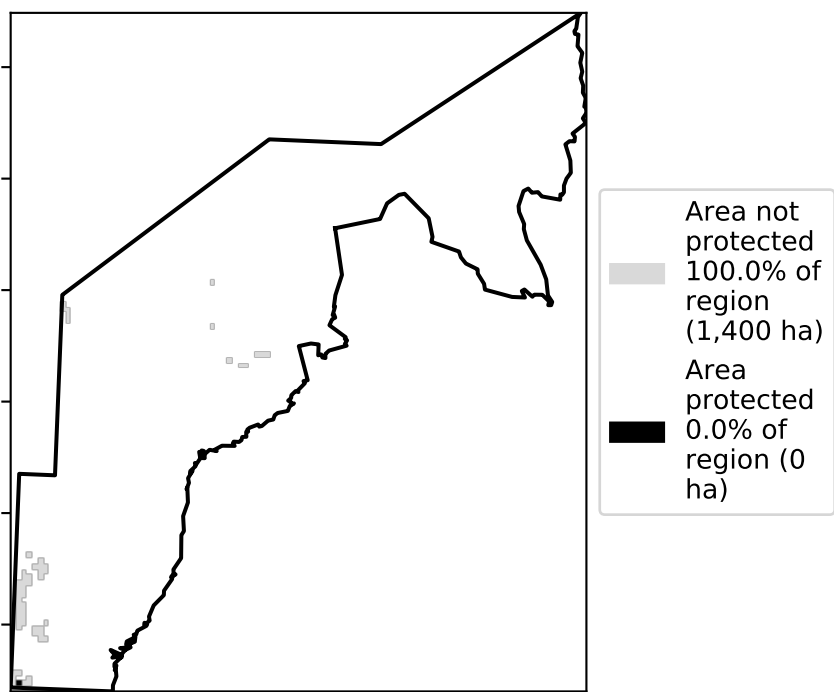 Area not
protected
100.0% of
region
(1,400 ha)
Area
protected
0.0% of
region (0
ha)